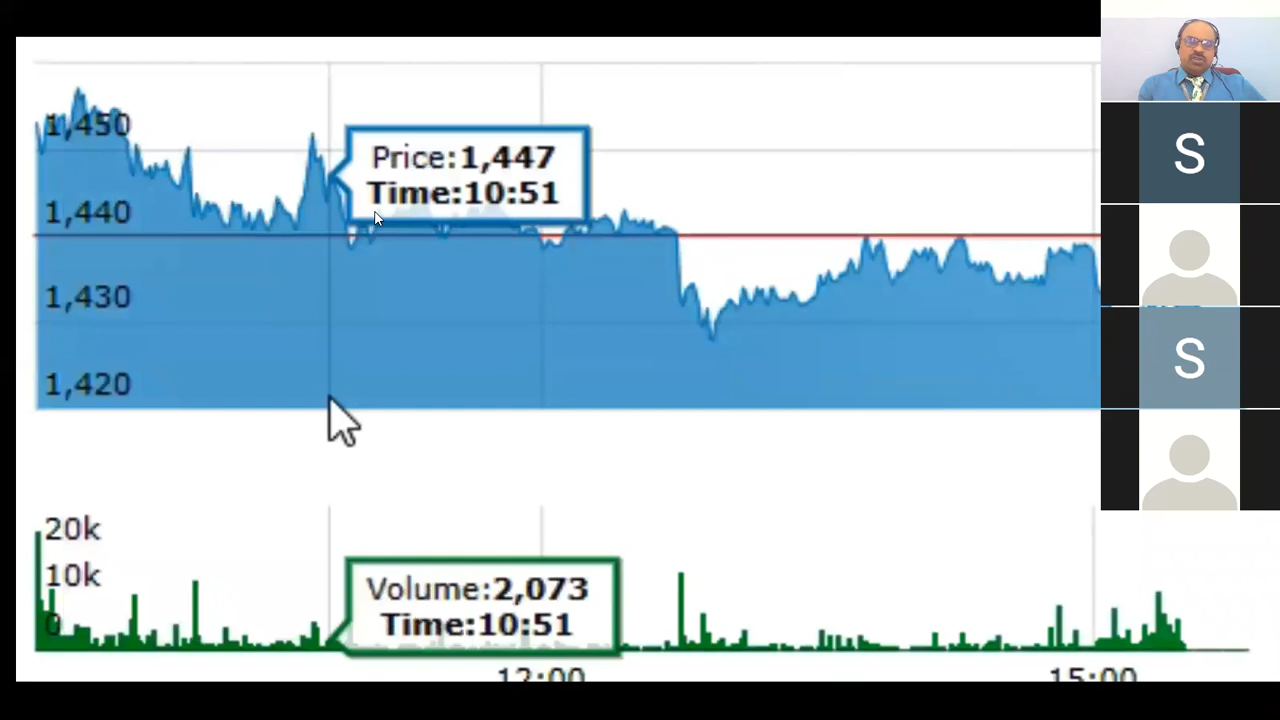 1,450
Price:1,447
Time:10:51
1,440
1,430
1,420
20k
10k
0
Volume:2,073
Time:10:51
12:00
15:00
S
S